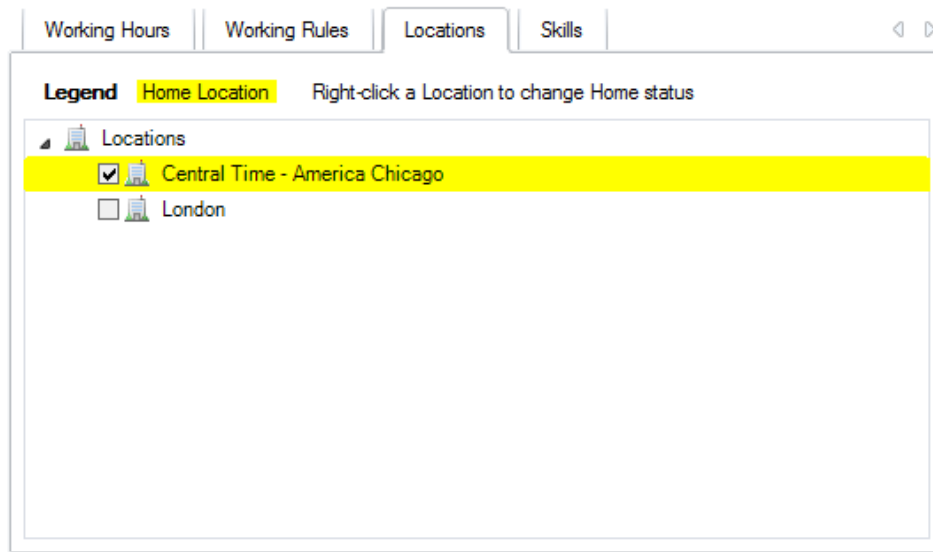 Working Hours Working Rules Locations Skills
Legend Home Location Right-click a Location to change Home status
Locations
Central Time - America Chicago
London